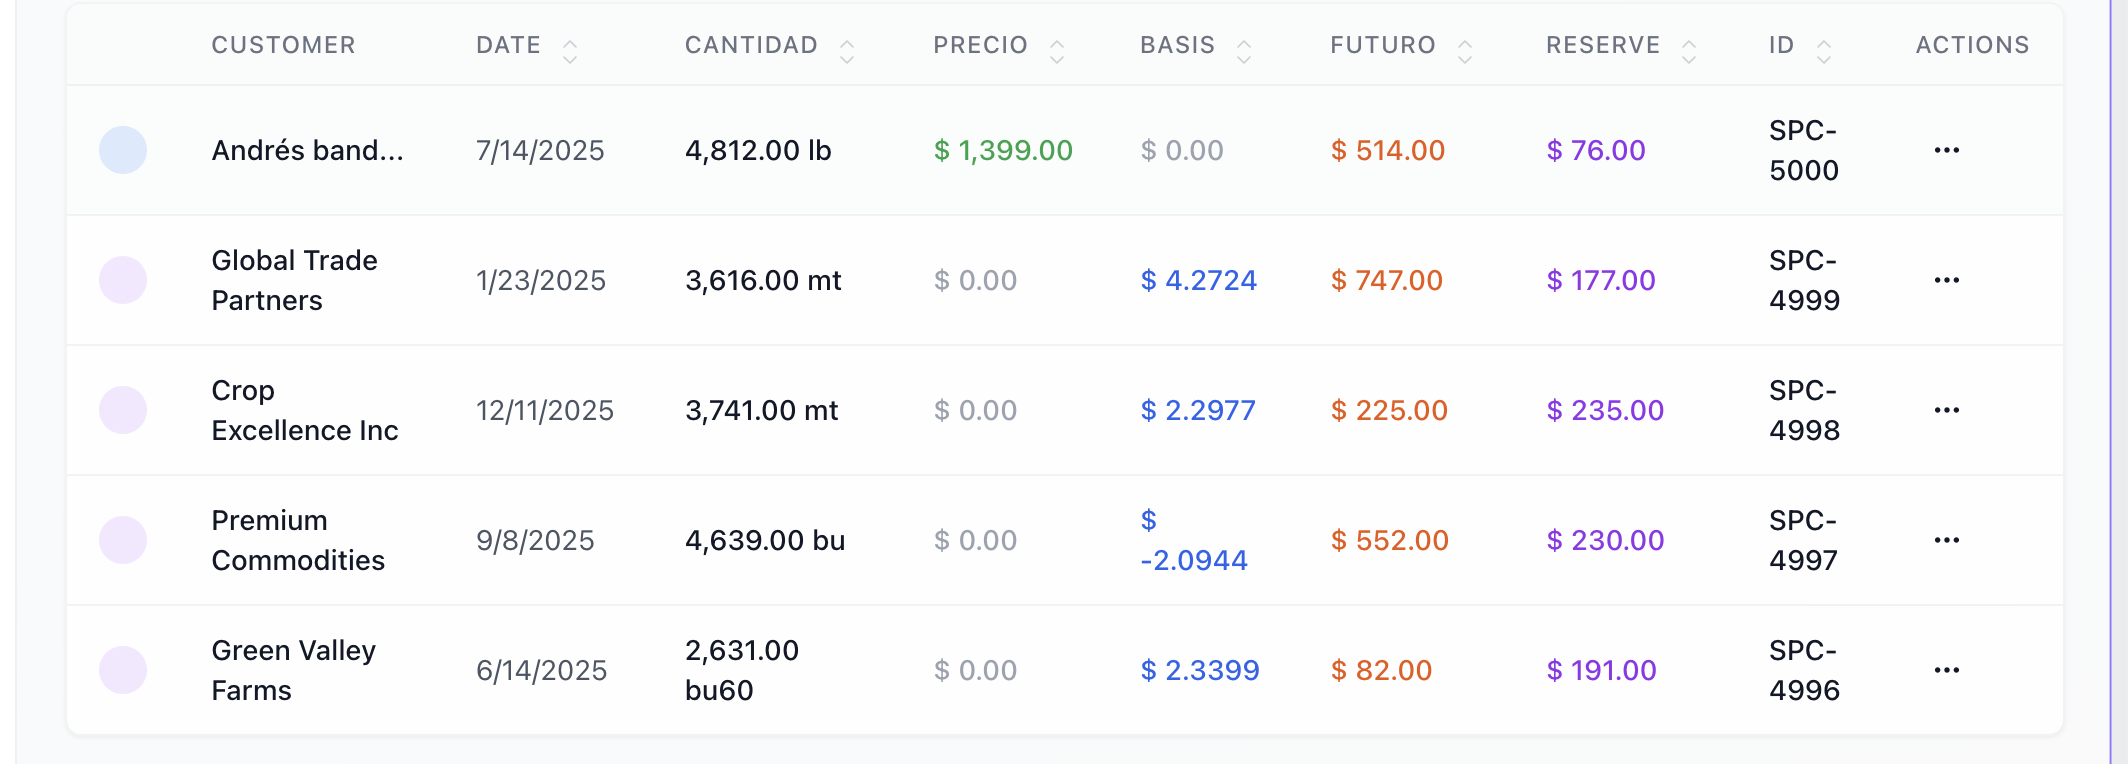 CUSTOMER DATE CANTIDAD PRECIO BASIS FUTURO RESERVE ID ACTIONS
Andrés band... 7/14/2025 4,812.00 lb $ 1,399.00 $ 0.00 $ 514.00 $ 76.00 SPC-
5000
Global Trade
Partners 1/23/2025 3,616.00 mt $ 0.00 $ 4.2724 $ 747.00 $ 177.00 SPC-
4999
Crop
Excellence Inc 12/11/2025 3,741.00 mt $ 0.00 $ 2.2977 $ 225.00 $ 235.00 SPC-
4998
Premium
Commodities 9/8/2025 4,639.00 bu $ 0.00 $
-2.0944 $ 552.00 $ 230.00 SPC-
4997
Green Valley
Farms 6/14/2025 2,631.00
bu60 $ 0.00 $ 2.3399 $ 82.00 $ 191.00 SPC-
4996